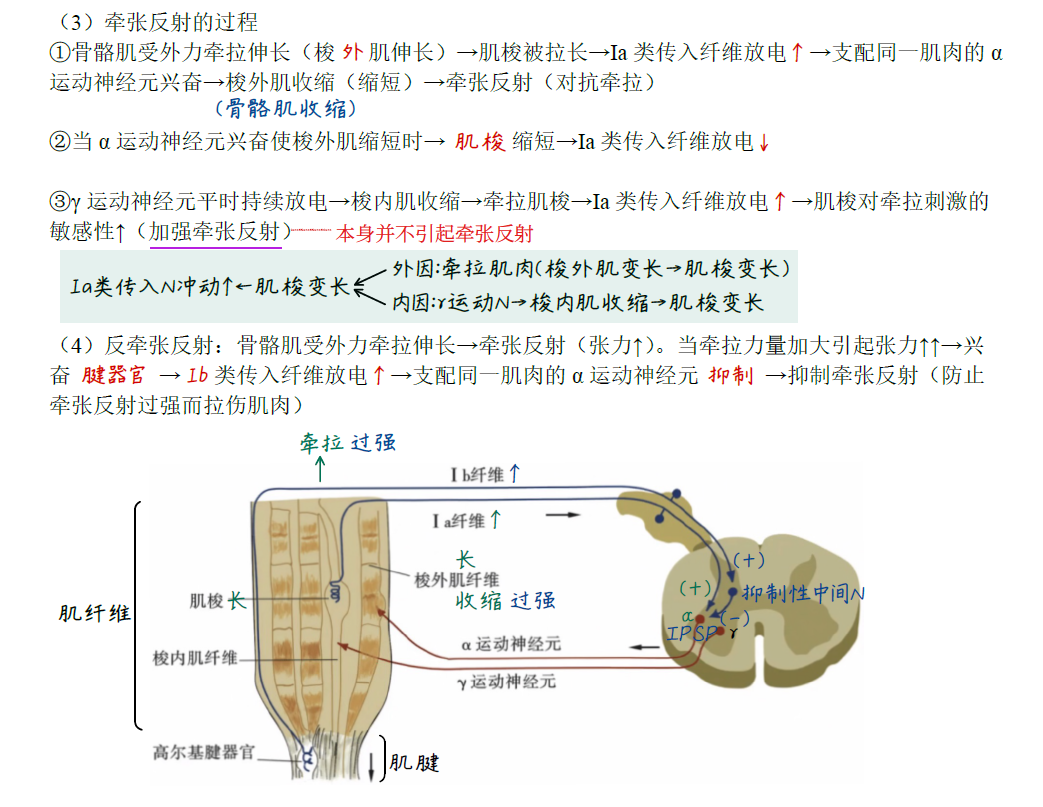 （3）牵张反射的过程
①骨骼肌受外力牵拉伸长（梭 外 肌伸长）→肌梭被拉长→Ia 类传入纤维放电↑→支配同一肌肉的 α
运动神经元兴奋→梭外肌收缩（缩短）→牵张反射（对抗牵拉）
(骨骼肌收缩)
②当 α 运动神经元兴奋使梭外肌缩短时→ 肌梭 缩短→Ia 类传入纤维放电↓
③γ 运动神经元平时持续放电→梭内肌收缩→牵拉肌梭→Ia 类传入纤维放电↑→肌梭对牵拉刺激的
敏感性↑（加强牵张反射） 本身并不引起牵张反射
外因:牵拉肌肉(梭外肌变长→肌梭变长)
Ia类传入N冲动↑←肌梭变长
内因:γ运动N→梭内肌收缩→肌梭变长
（4）反牵张反射：骨骼肌受外力牵拉伸长→牵张反射（张力↑）。当牵拉力量加大引起张力↑↑→兴
奋 腱器官 → Ib 类传入纤维放电↑→支配同一肌肉的 α 运动神经元 抑制 →抑制牵张反射（防止
牵张反射过强而拉伤肌肉）
牵拉 过强
↑
Ⅰb纤维↑
Ⅰa纤维↑
长
梭外肌纤维
收缩 过强
肌梭 长
肌纤维
梭内肌纤维
α 运动神经元
γ 运动神经元
高尔基腱器官
肌腱
(+)
(+)
抑制性中间N
α (-)
IPSP γ